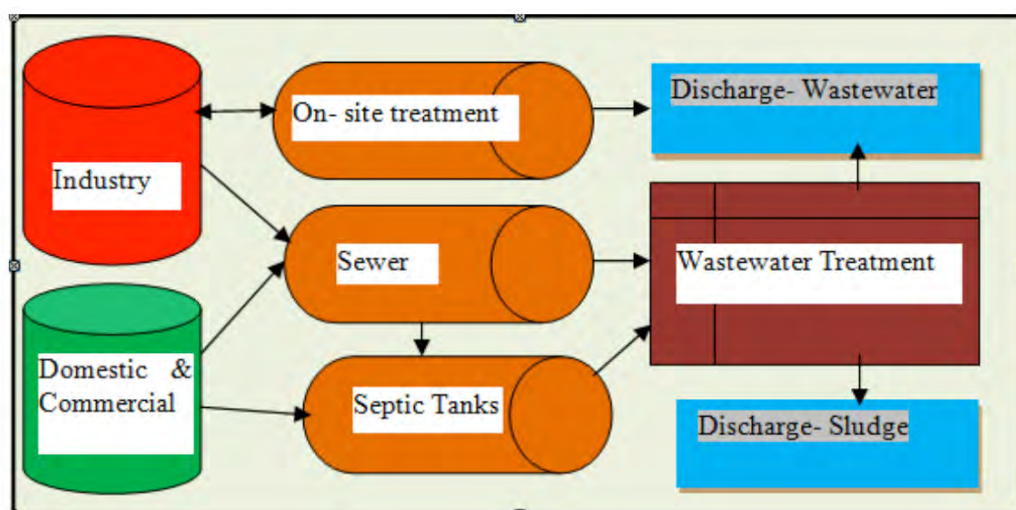 On- site treatment
Discharge- Wastewater
Industry
Sewer
Wastewater Treatment
Domestic &
Commercial
Septic Tanks
Discharge- Sludge